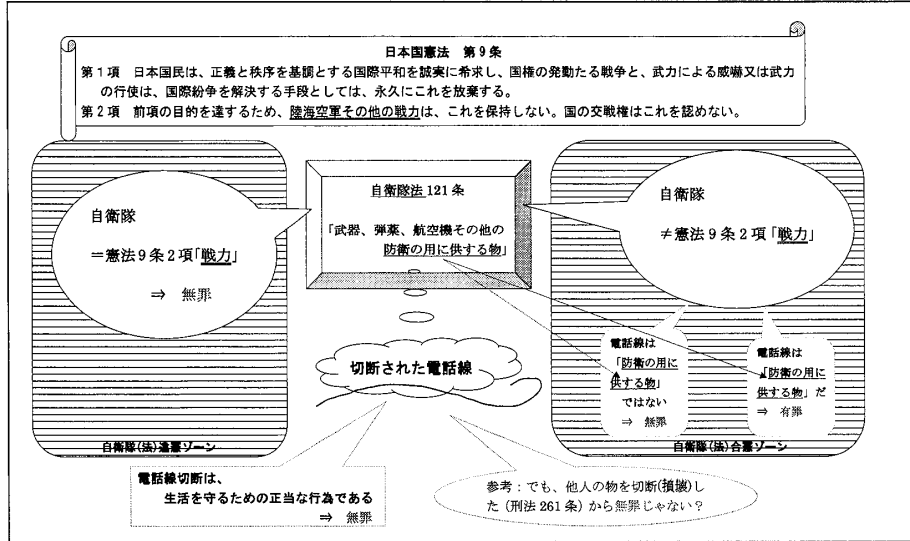 日本国憲法 第9条
第1項 日本国民は、正義と秩序を基調とする国際平和を誠実に希求し、国権の発動たる戦争と、武力による威嚇又は武力
の行使は、国際紛争を解決する手段としては、永久にこれを放棄する。
第2項 前項の目的を達するため、陸海空軍その他の戦力は、これを保持しない。国の交戦権はこれを認めない。
自衛隊
=憲法9条2項「戦力」
⇒ 無罪
自衛隊(法)違憲ゾーン
自衛隊法121条
「武器、弾薬、航空機その他の
防衛の用に供する物」
切断された電話線
自衛隊
≠憲法9条2項「戦力」
電話線は
「防衛の用に
供する物」
ではない
⇒ 無罪
電話線は
「防衛の用に
供する物」だ
⇒ 有罪
自衛隊(法)合憲ゾーン
電話線切断は、
生活を守るための正当な行為である
⇒ 無罪
参考:でも、他人の物を切断(損壊)し
た(刑法261条)から無罪じゃない?